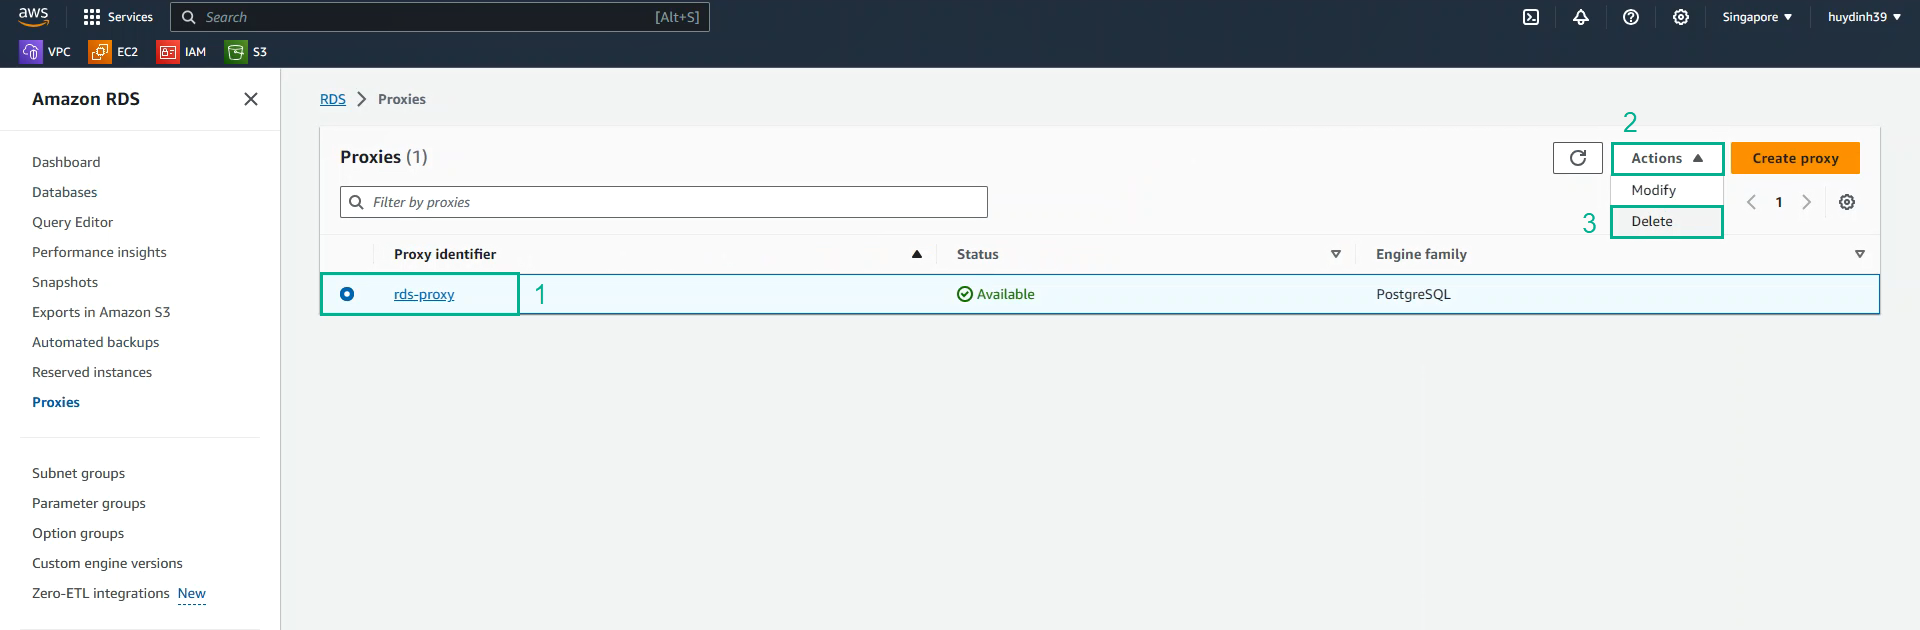 aws Services Search [Alt+S] Singapore huydinh39
VPC EC2 IAM S3
Amazon RDS
Dashboard
Databases
Query Editor
Performance insights
Snapshots
Exports in Amazon S3
Automated backups
Reserved instances
Proxies
Subnet groups
Parameter groups
Option groups
Custom engine versions
Zero-ETL integrations New
RDS Proxies
2
Proxies (1) Actions Create proxy
Modify
Filter by proxies 1
3 Delete
Proxy identifier Status Engine family
rds-proxy 1 Available PostgreSQL